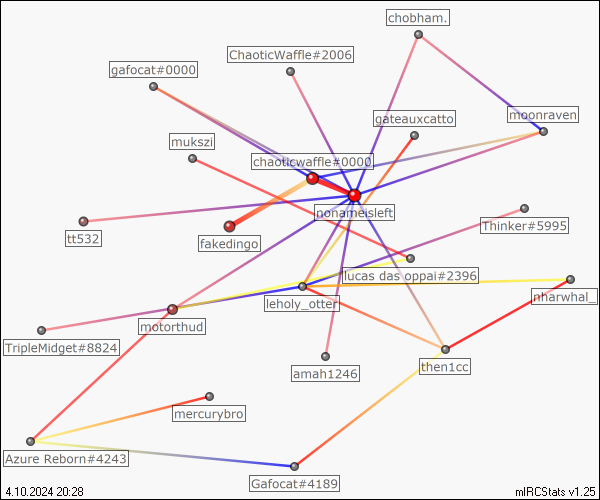 chobham.
ChaoticWaffle#2006
gafocat#0000
moonraven
gateauxcatto
mukszi
chaoticwaffle#0000
nonameisleft
Thinker#5995
tt532
fakedingo
lucas das oppai#2396
nharwhal_
leholy_otter
motorthud
TripleMidget#8824
then1cc
amah1246
mercurybro
Azure Reborn#4243
Gafocat#4189
4.10.2024 20:28
mIRCStats v1.25